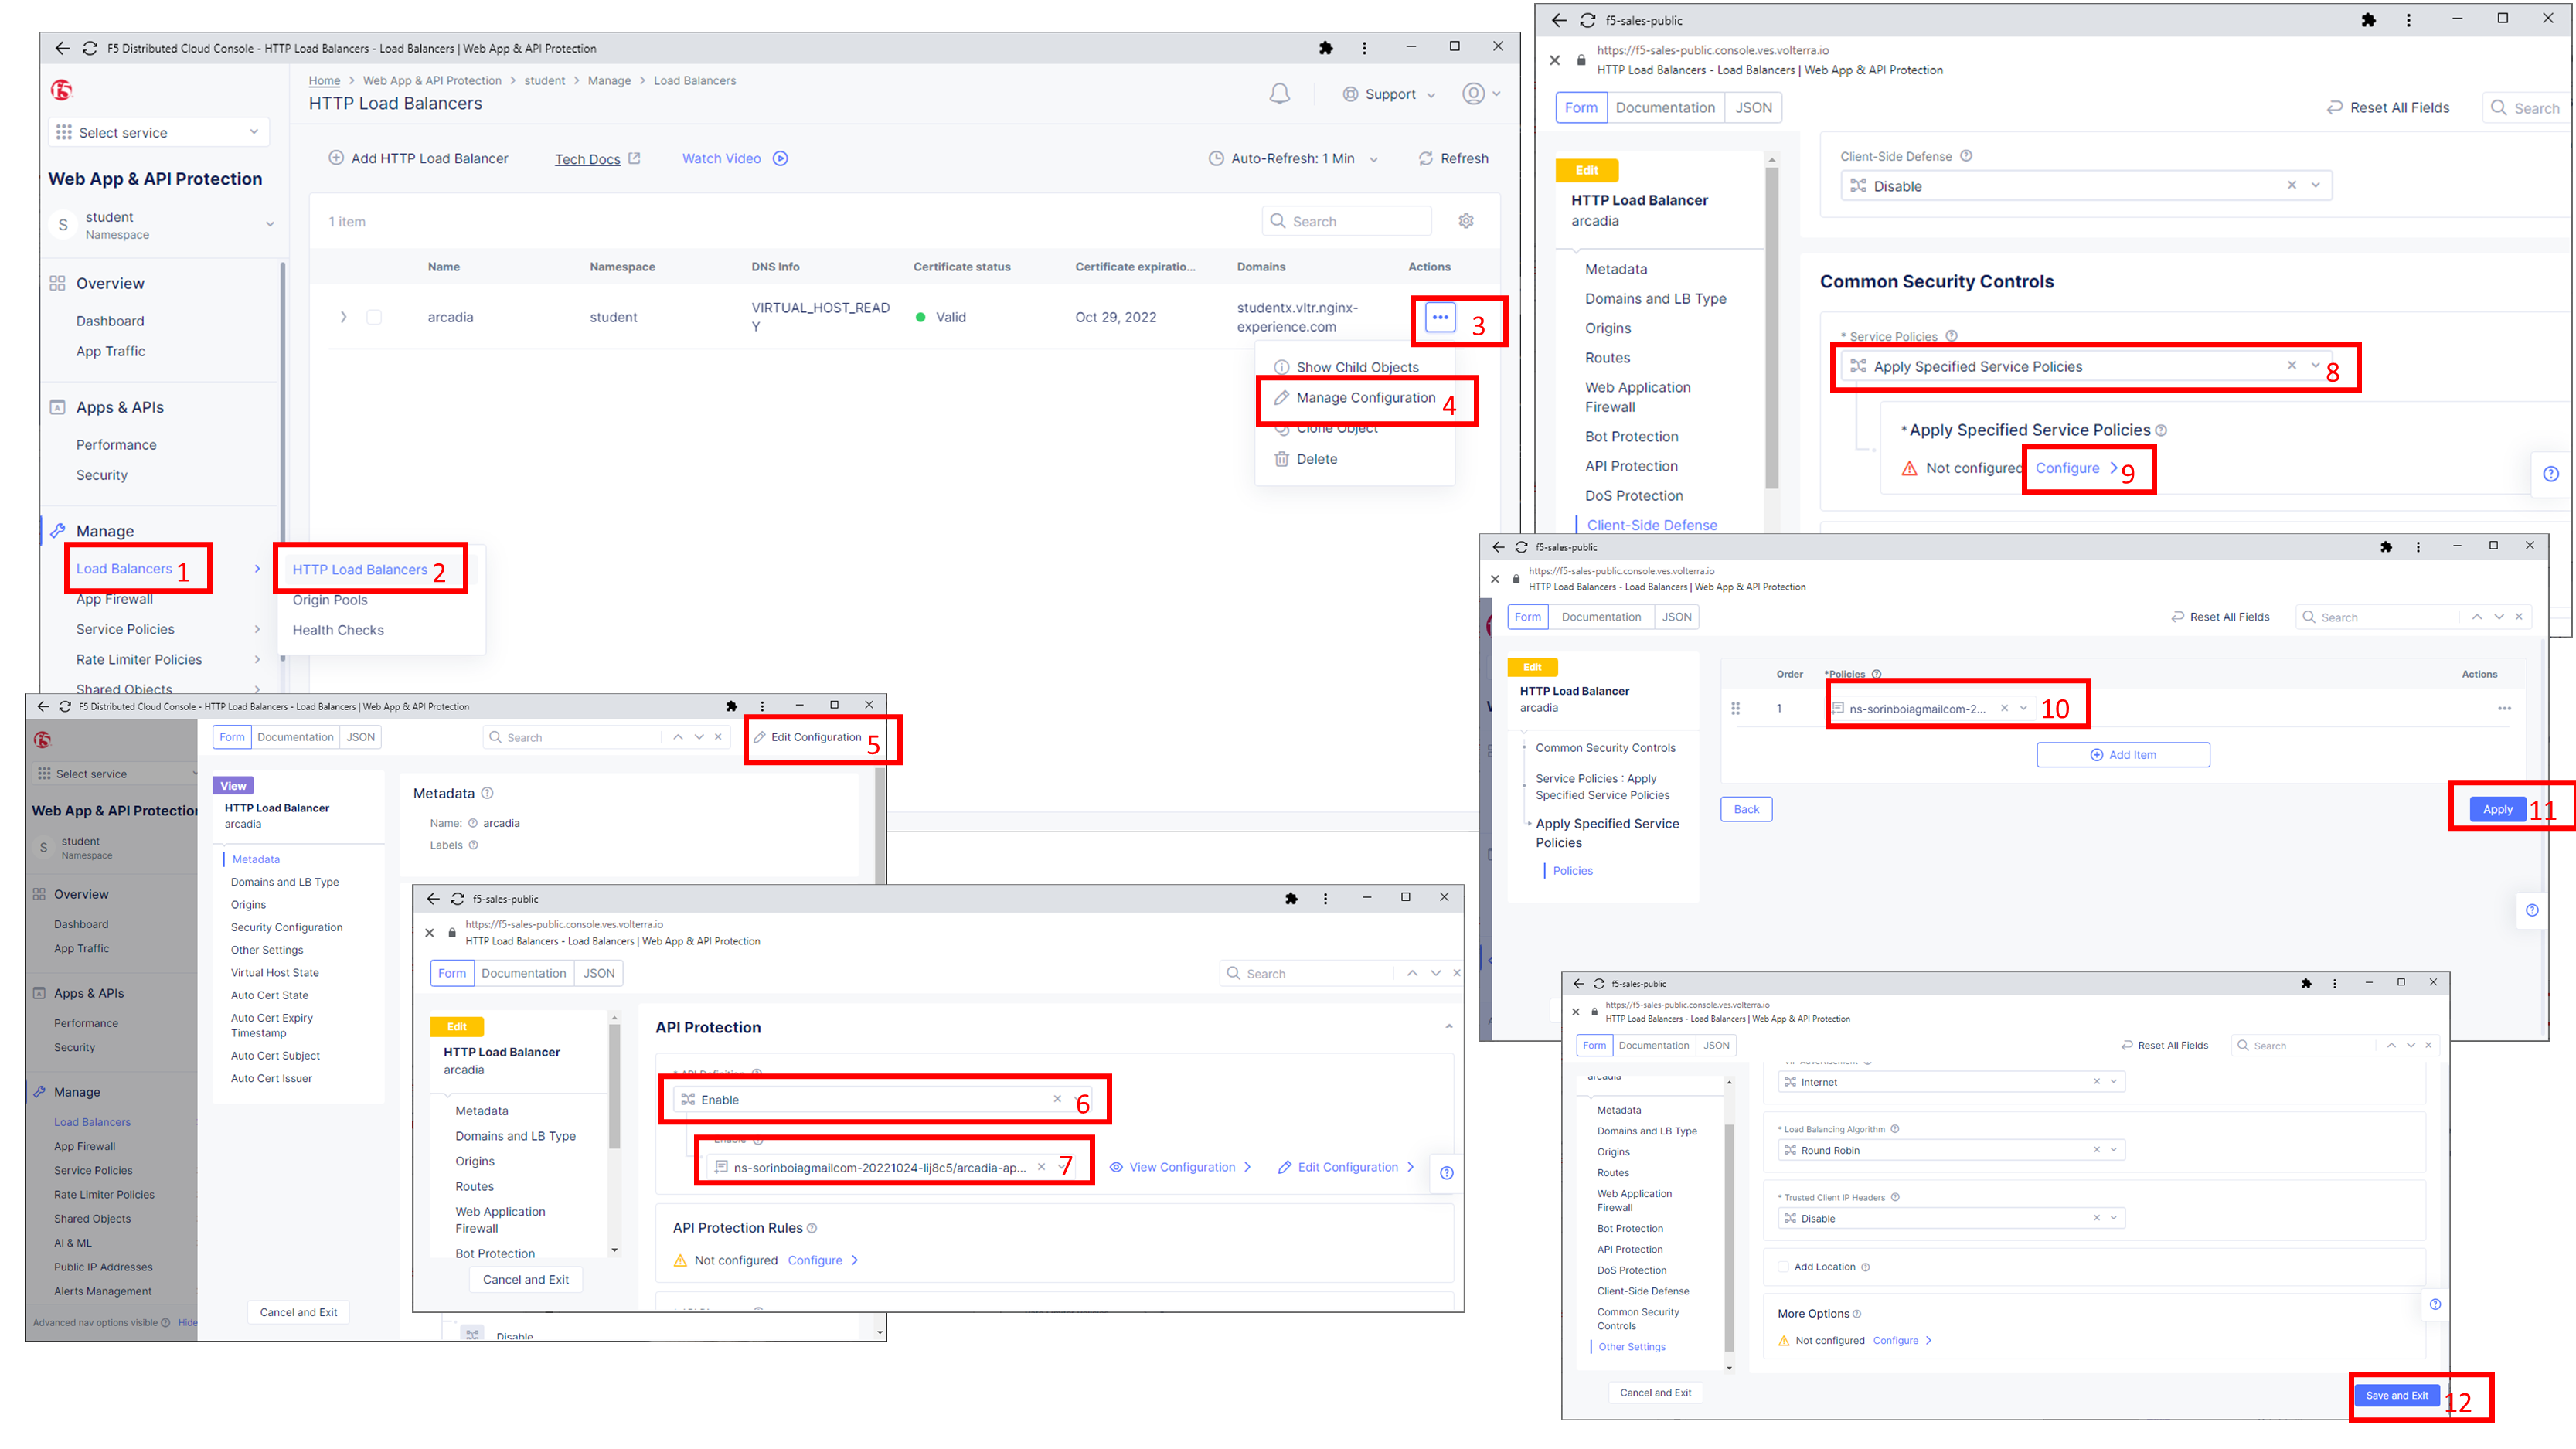 F5 Distributed Cloud Console - HTTP Load Balancers - Load Balancers | Web App & API Protection
Select service
Web App & API Protection
S
student
Namespace
Overview
Dashboard
App Traffic
Apps & APIs
Performance
Security
Manage
Load Balancers
1
App Firewall
Service Policies
Rate Limiter Policies
Shared Objects
HTTP Load Balancers
2
Origin Pools
Health Checks
Home > Web App & API Protection > student > Manage > Load Balancers
HTTP Load Balancers
Support
Add HTTP Load Balancer
Tech Docs
Watch Video
Auto-Refresh: 1 Min
Refresh
1 item
Search
Name Namespace DNS Info Certificate status Certificate expiratio... Domains Actions
arcadia student VIRTUAL_HOST_READ
Y
Valid Oct 29, 2022 studentx.vltr.nginx-
experience.com
3
Show Child Objects
Manage Configuration
4
Clone Object
Delete
F5 Distributed Cloud Console - HTTP Load Balancers - Load Balancers | Web App & API Protection
Select service
Web App & API Protection
S
student
Namespace
Overview
Dashboard
App Traffic
Apps & APIs
Performance
Security
Manage
Load Balancers
App Firewall
Service Policies
Rate Limiter Policies
Shared Objects
AI & ML
Public IP Addresses
Alerts Management
Advanced nav options visible Hide
Form Documentation JSON
Search
Edit Configuration
5
View
HTTP Load Balancer
arcadia
Metadata
Domains and LB Type
Origins
Security Configuration
Other Settings
Virtual Host State
Auto Cert State
Auto Cert Expiry
Timestamp
Auto Cert Subject
Auto Cert Issuer
Cancel and Exit
Metadata
Name: arcadia
Labels
Disable
f5-sales-public
https://f5-sales-public.console.ves.volterra.io
HTTP Load Balancers - Load Balancers | Web App & API Protection
Form Documentation JSON
Search
Edit
HTTP Load Balancer
arcadia
Metadata
Domains and LB Type
Origins
Routes
Web Application
Firewall
Bot Protection
Cancel and Exit
API Protection
* API Definition
Enable
6
Enable
ns-sorinboiagmailcom-20221024-lij8c5/arcadia-ap...
7
View Configuration
Edit Configuration
API Protection Rules
Not configured Configure
f5-sales-public
https://f5-sales-public.console.ves.volterra.io
HTTP Load Balancers - Load Balancers | Web App & API Protection
Form Documentation JSON
Reset All Fields
Search
Edit
HTTP Load Balancer
arcadia
Metadata
Domains and LB Type
Origins
Routes
Web Application
Firewall
Bot Protection
API Protection
DoS Protection
Client-Side Defense
Client-Side Defense
Disable
Common Security Controls
* Service Policies
Apply Specified Service Policies
8
* Apply Specified Service Policies
Not configured Configure
9
f5-sales-public
https://f5-sales-public.console.ves.volterra.io
HTTP Load Balancers - Load Balancers | Web App & API Protection
Form Documentation JSON
Reset All Fields
Search
Edit
HTTP Load Balancer
arcadia
Common Security Controls
Service Policies : Apply
Specified Service Policies
Apply Specified Service
Policies
Policies
Order *Policies Actions
1 ns-sorinboiagmailcom-2...
10
Add Item
Back
Apply
11
f5-sales-public
https://f5-sales-public.console.ves.volterra.io
HTTP Load Balancers - Load Balancers | Web App & API Protection
Form Documentation JSON
Reset All Fields
Search
arcadia
Metadata
Domains and LB Type
Origins
Routes
Web Application
Firewall
Bot Protection
API Protection
DoS Protection
Client-Side Defense
Common Security
Controls
Other Settings
Cancel and Exit
VIP Advertisement
Internet
* Load Balancing Algorithm
Round Robin
* Trusted Client IP Headers
Disable
Add Location
More Options
Not configured Configure
Save and Exit
12